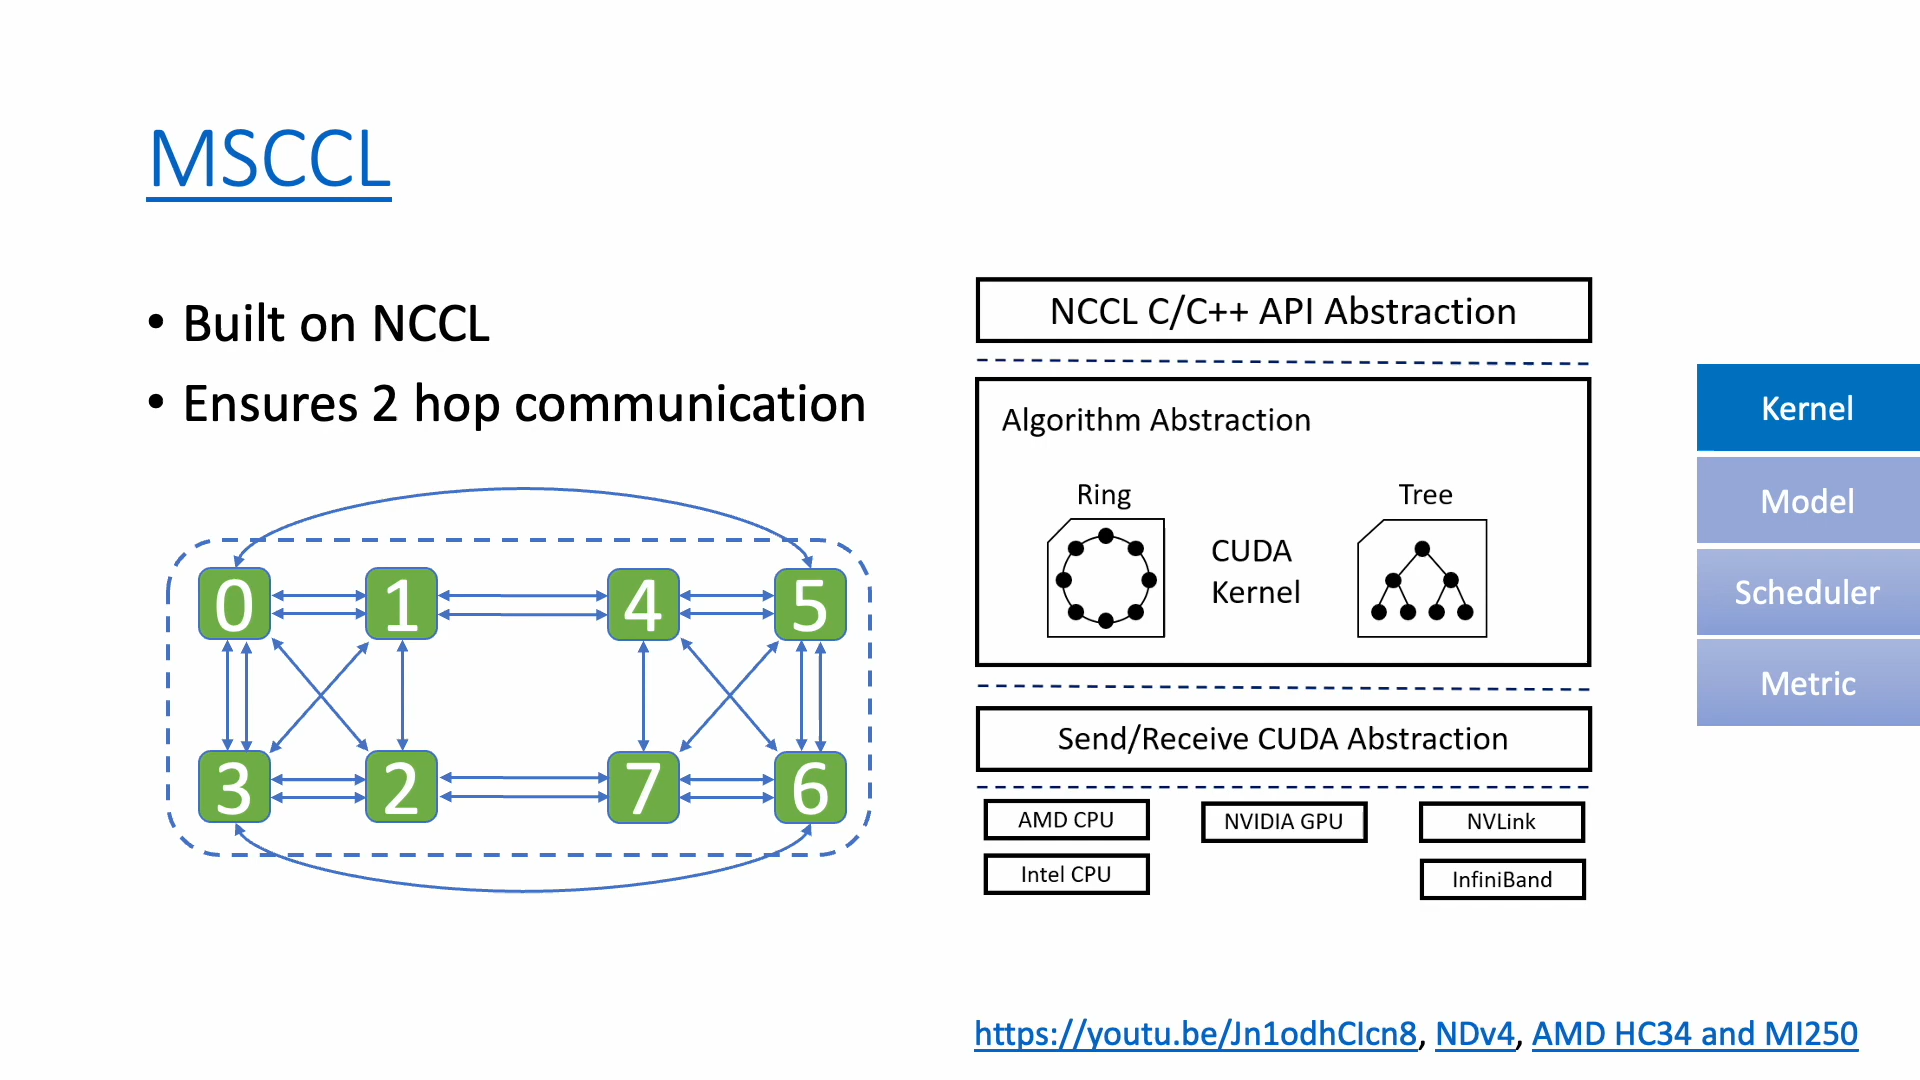 MSCCL
• Built on NCCL
• Ensures 2 hop communication
0 1 4 5
3 2 7 6
NCCL C/C++ API Abstraction
Algorithm Abstraction
Ring
Tree
CUDA
Kernel
Send/Receive CUDA Abstraction
AMD CPU
NVIDIA GPU
NVLink
Intel CPU
InfiniBand
Kernel
Model
Scheduler
Metric
https://youtu.be/Jn1odhCIcn8, NDv4, AMD HC34 and MI250